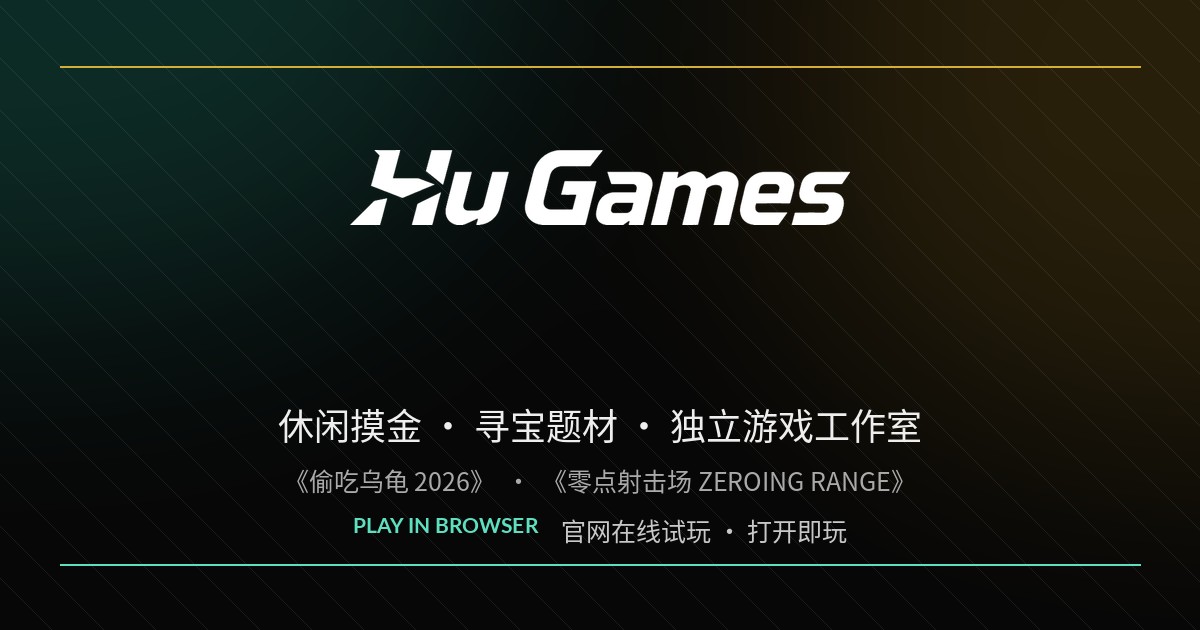 Hu Games
休闲摸金 · 寻宝题材 · 独立游戏工作室
《偷吃乌龟 2026》 · 《零点射击场 ZEROING RANGE》
PLAY IN BROWSER 官网在线试玩 · 打开即玩